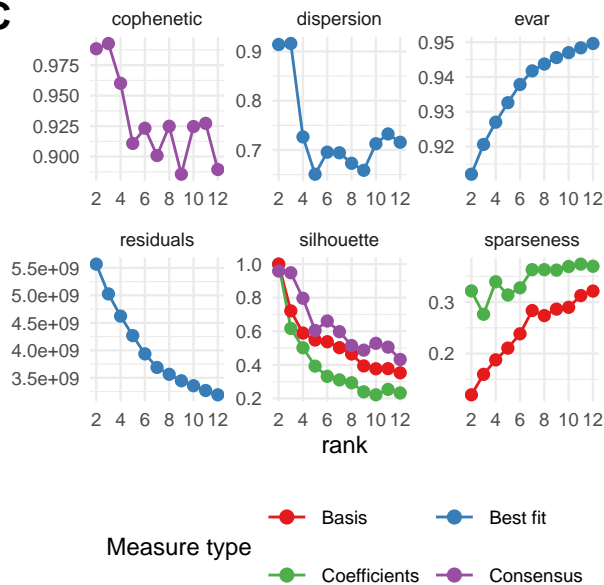 C
cophenetic dispersion evar
0.975
0.950
0.925
0.900
0.9
0.8
0.7
0.95
0.94
0.93
0.92
2 4 6 8 10 12 2 4 6 8 10 12 2 4 6 8 10 12
residuals silhouette sparseness
5.5e+09
5.0e+09
4.5e+09
4.0e+09
3.5e+09
1.0
0.8
0.6
0.4
0.2
0.3
0.2
2 4 6 8 10 12 2 4 6 8 10 12 2 4 6 8 10 12
rank
Measure type
Basis Best fit
Coefficients Consensus